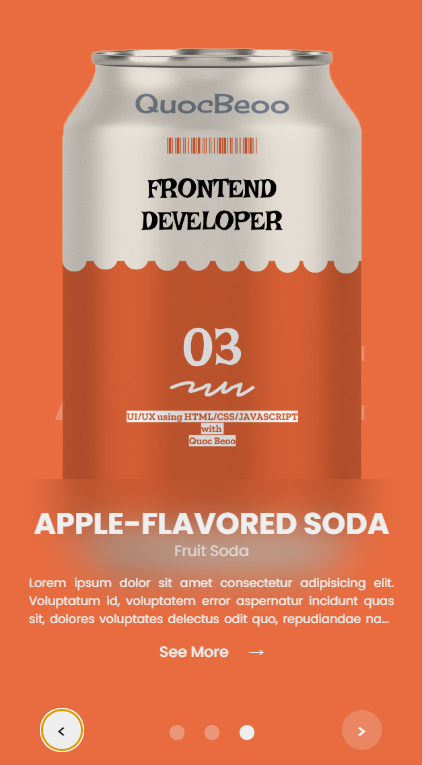 QuocBeoo
FRONTEND
DEVELOPER
03
UI/UX using HTML/CSS/JAVASCRIPT
with
Quoc Beoo
APPLE-FLAVORED SODA
Fruit Soda
Lorem ipsum dolor sit amet consectetur adipisicing elit.
Voluptatum id, voluptatem error aspernatur incidunt quas
sit, dolores voluptates delectus odit quo, repudiandae na...
See More →